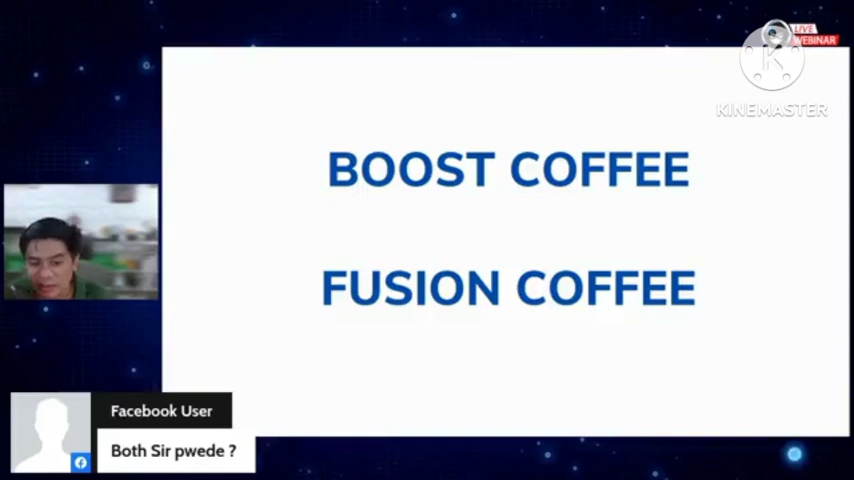 LIVE
WEBINAR
KINEMASTER
BOOST COFFEE
FUSION COFFEE
Facebook User
Both Sir pwede ?